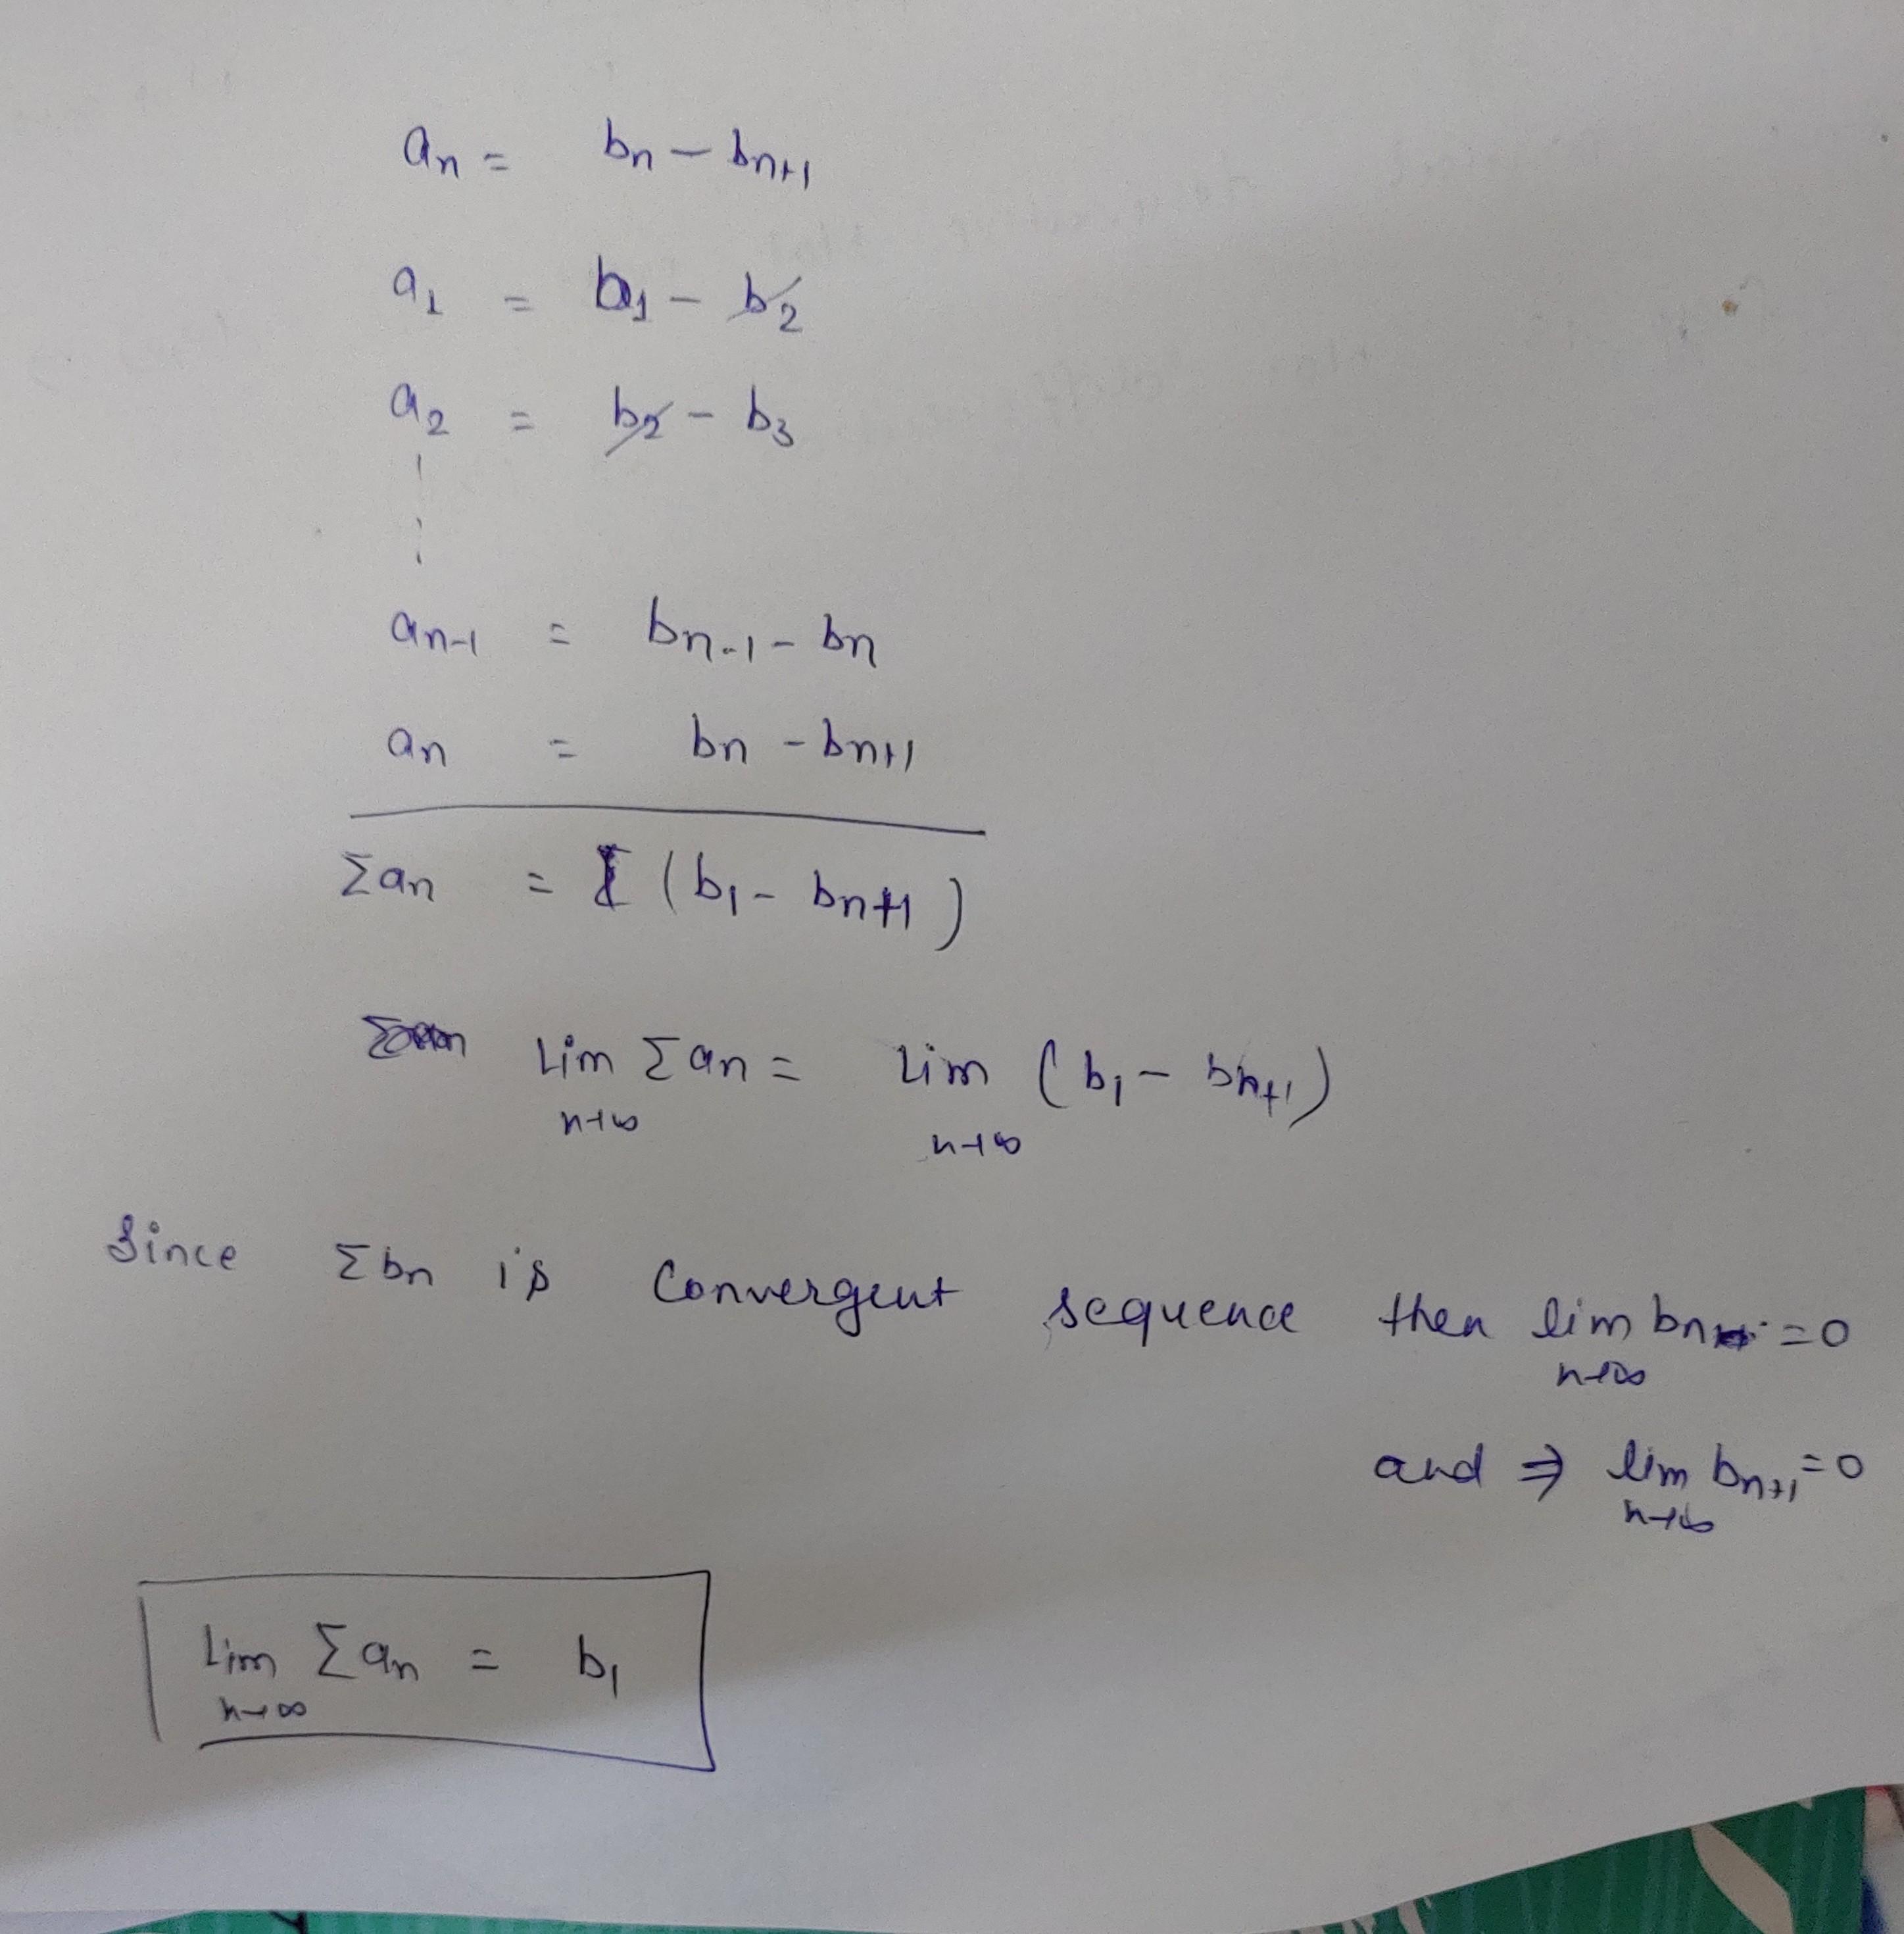 an = bn - bn+1
a1 = b1 - b2
a2 = b2 - b3
an-1 = bn-1 - bn
an = bn - bn+1
Σan = (b1 - bn+1)
Lim Σan = Lim (b1 - bn+1)
n→∞ n→∞
Since Σbn is Convergent sequence then lim bn = 0
n→∞
and ⇒ lim bn+1 = 0
n→∞
Lim Σan = b1
n→∞